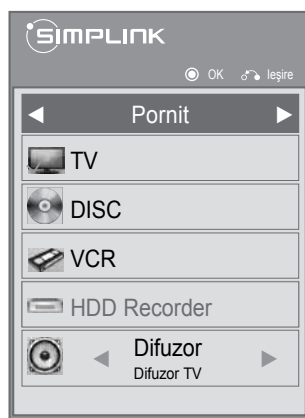 SIMPLINK
OK Ieşire
Pornit
TV
DISC
VCR
HDD Recorder
Difuzor
Difuzor TV